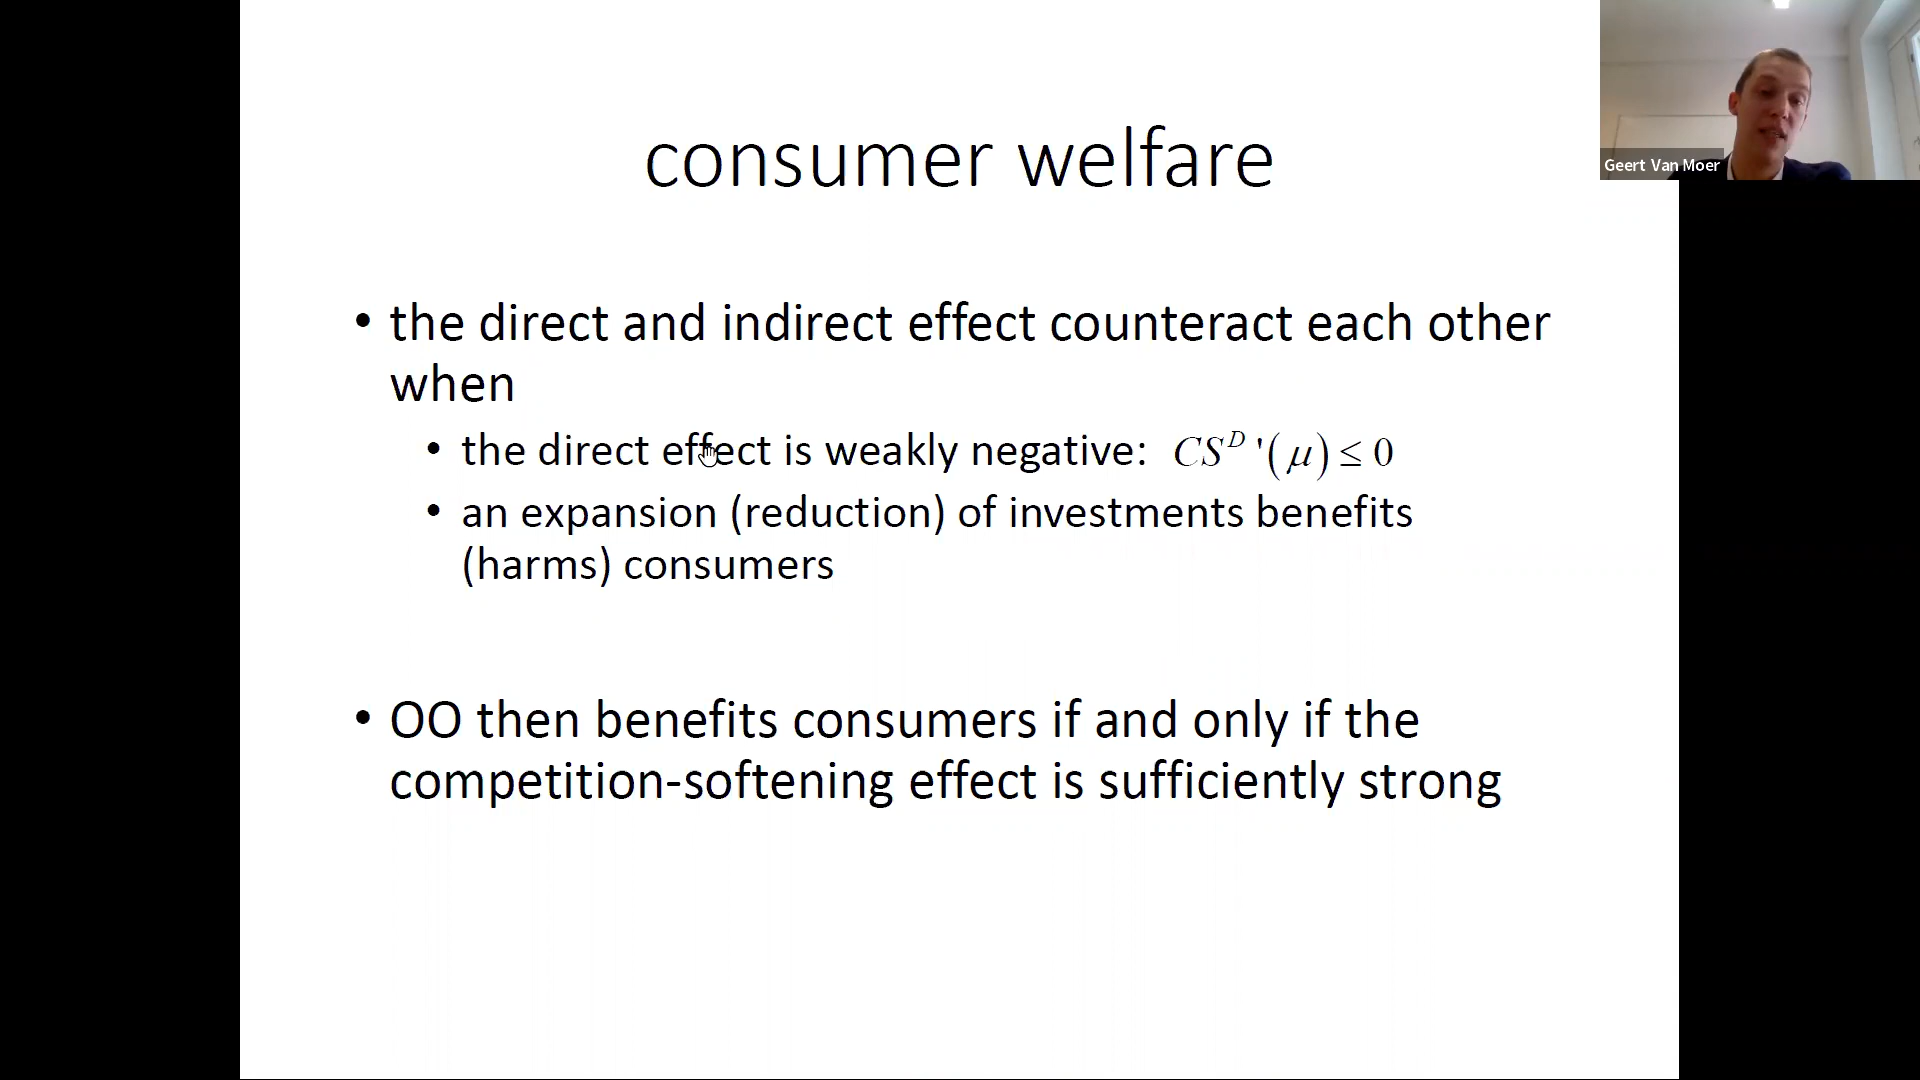 consumer welfare
Geert Van Moer
• the direct and indirect effect counteract each other
when
• the direct effect is weakly negative: CS^D '(μ) ≤ 0
• an expansion (reduction) of investments benefits
(harms) consumers
• OO then benefits consumers if and only if the
competition-softening effect is sufficiently strong